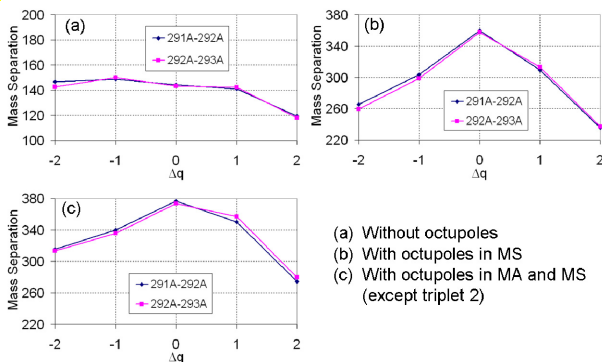 (a)
200
180
160
140
120
100
Mass Separation
291A-292A
292A-293A
-2 -1 0 1 2
Δq
(b)
380
340
300
260
220
Mass Separation
291A-292A
292A-293A
-2 -1 0 1 2
Δq
(c)
380
340
300
260
220
Mass Separation
291A-292A
292A-293A
-2 -1 0 1 2
Δq
(a) Without octupoles
(b) With octupoles in MS
(c) With octupoles in MA and MS
(except triplet 2)